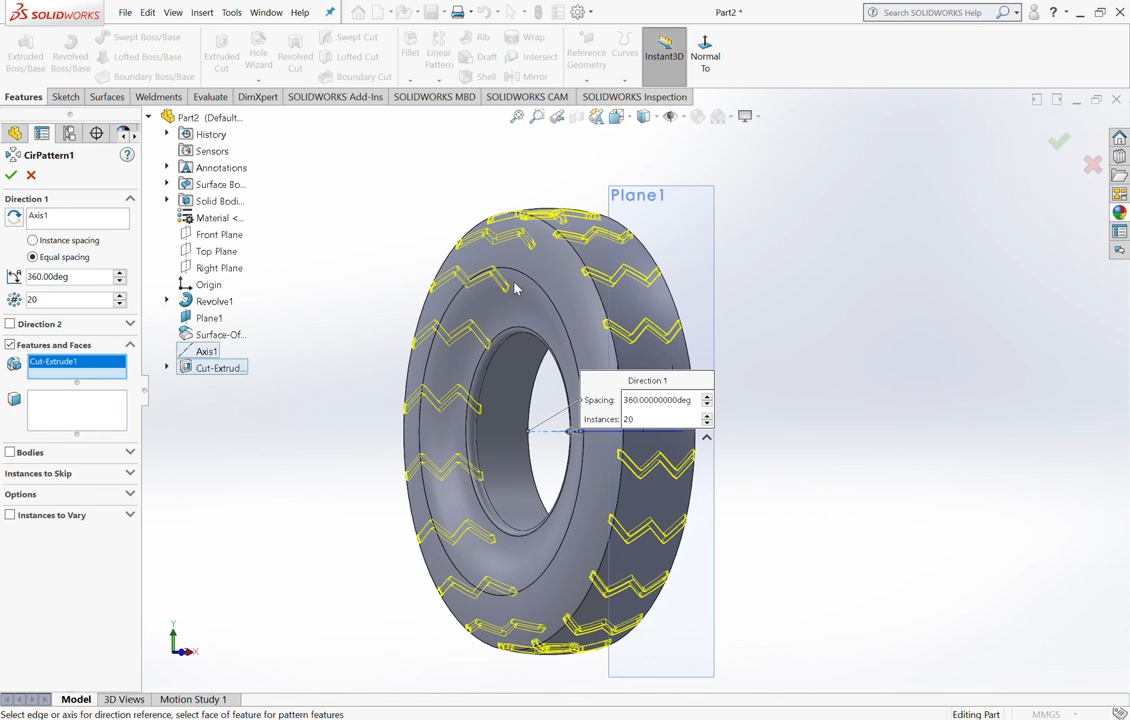 SOLIDWORKS File Edit View Insert Tools Window Help Part2 * Search SOLIDWORKS Help ?
Extruded Boss/Base
Revolved Boss/Base
Swept Boss/Base
Lofted Boss/Base
Boundary Boss/Base
Extruded Cut
Hole Wizard
Revolved Cut
Swept Cut
Lofted Cut
Boundary Cut
Fillet
Linear Pattern
Rib
Draft
Shell
Wrap
Intersect
Mirror
Reference Geometry
Curves
Instant3D
Normal To
Features Sketch Surfaces Weldments Evaluate DimXpert SOLIDWORKS Add-Ins SOLIDWORKS MBD SOLIDWORKS CAM SOLIDWORKS Inspection
CirPattern1 ?
Direction 1
Axis1
Instance spacing
Equal spacing
360.00deg
20
Direction 2
Features and Faces
Cut-Extrude1
Bodies
Instances to Skip
Options
Instances to Vary
Part2 (Default...
History
Sensors
Annotations
Surface Bo...
Solid Bodi...
Material <...
Front Plane
Top Plane
Right Plane
Origin
Revolve1
Plane1
Surface-Of...
Axis1
Cut-Extrud...
Plane1
Direction 1
Spacing: 360.00000000deg
Instances: 20
Y
X
Model 3D Views Motion Study 1
Select edge or axis for direction reference, select face of feature for pattern features Editing Part MMGS